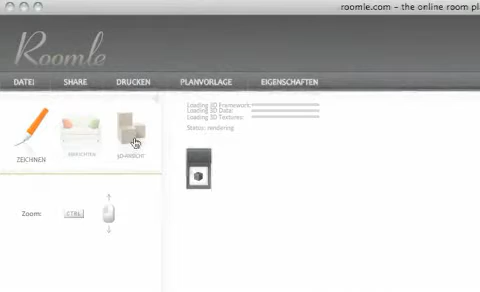 roomle.com – the online room pl
Roomle
DATEI SHARE DRUCKEN PLANVORLAGE EIGENSCHAFTEN
Loading 3D Framework:
Loading 3D Data:
Loading 3D Textures:
Status: rendering
ZEICHNEN EINRICHTEN 3D-ANSICHT
Zoom: CTRL